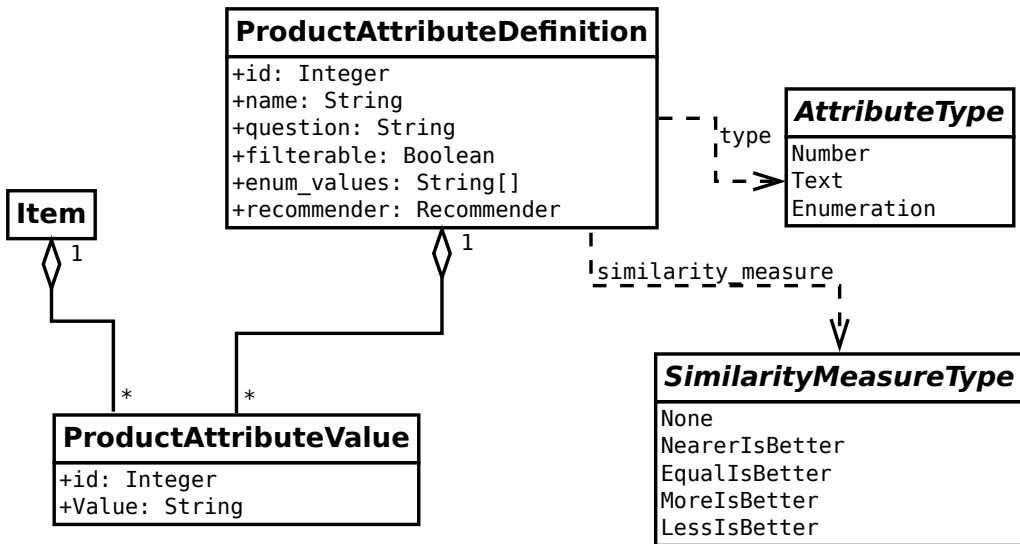 ProductAttributeDefinition
+id: Integer
+name: String
+question: String
+filterable: Boolean
+enum_values: String[]
+recommender: Recommender
type
AttributeType
Number
Text
Enumeration
Item
1
1
similarity_measure
*
*
ProductAttributeValue
+id: Integer
+Value: String
SimilarityMeasureType
None
NearerIsBetter
EqualIsBetter
MoreIsBetter
LessIsBetter